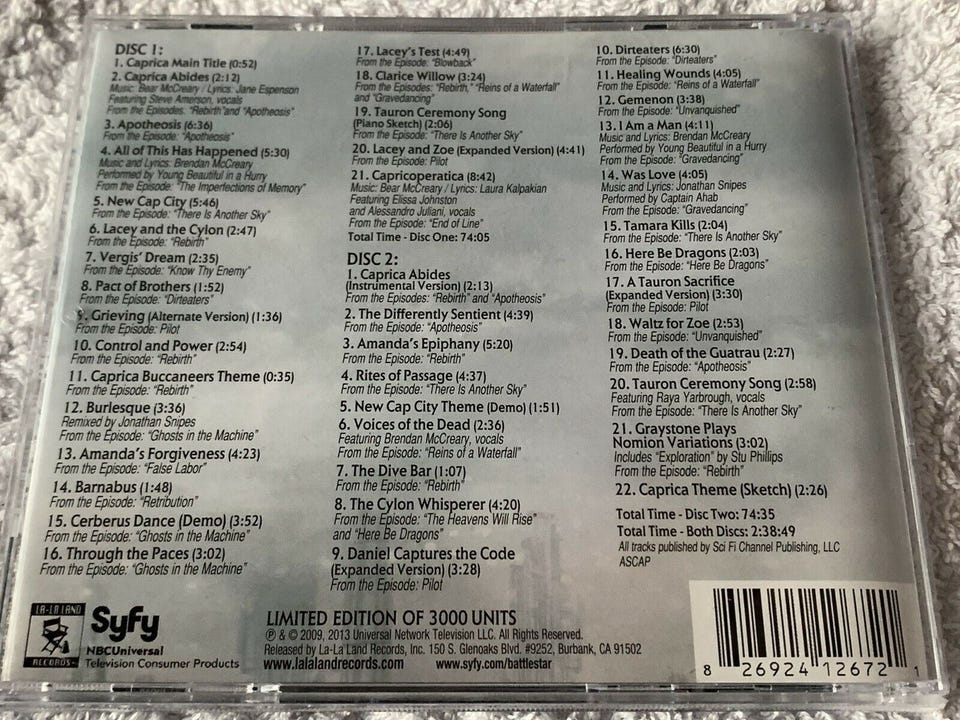 DISC 1:
1. Caprica Main Title (0:52)
2. Caprica Abides (2:12)
Music: Bear McCreary / Lyrics: Jane Espenson
Featuring Steve Amerson, vocals
From the Episodes: "Rebirth" and "Apotheosis"
3. Apotheosis (6:36)
From the Episode: "Apotheosis"
4. All of This Has Happened (5:30)
Music and Lyrics: Brendan McCreary
Performed by Young Beautiful in a Hurry
From the Episode: "The Imperfections of Memory"
5. New Cap City (5:46)
From the Episode: "There Is Another Sky"
6. Lacey and the Cylon (2:47)
From the Episode: "Rebirth"
7. Vergis' Dream (2:35)
From the Episode: "Know Thy Enemy"
8. Pact of Brothers (1:52)
From the Episode: "Dirteaters"
9. Grieving (Alternate Version) (1:36)
From the Episode: Pilot
10. Control and Power (2:54)
From the Episode: "Rebirth"
11. Caprica Buccaneers Theme (0:35)
From the Episode: "Rebirth"
12. Burlesque (3:36)
Remixed by Jonathan Snipes
From the Episode: "Ghosts in the Machine"
13. Amanda's Forgiveness (4:23)
From the Episode: "False Labor"
14. Barnabus (1:48)
From the Episode: "Retribution"
15. Cerberus Dance (Demo) (3:52)
From the Episode: "Ghosts in the Machine"
16. Through the Paces (3:02)
From the Episode: "Ghosts in the Machine"
17. Lacey's Test (4:49)
From the Episode: "Blowback"
18. Clarice Willow (3:24)
From the Episodes: "Rebirth," "Reins of a Waterfall"
and "Gravedancing"
19. Tauron Ceremony Song
(Piano Sketch) (2:06)
From the Episode: "There Is Another Sky"
20. Lacey and Zoe (Expanded Version) (4:41)
From the Episode: Pilot
21. Capricoperatica (8:42)
Music: Bear McCreary / Lyrics: Laura Kalpakian
Featuring Elissa Johnston
and Alessandro Juliani, vocals
From the Episode: "End of Line"
Total Time - Disc One: 74:05
DISC 2:
1. Caprica Abides
(Instrumental Version) (2:13)
From the Episodes: "Rebirth" and "Apotheosis"
2. The Differently Sentient (4:39)
From the Episode: "Apotheosis"
3. Amanda's Epiphany (5:20)
From the Episode: "Rebirth"
4. Rites of Passage (4:37)
From the Episode: "There Is Another Sky"
5. New Cap City Theme (Demo) (1:51)
6. Voices of the Dead (2:36)
Featuring Brendan McCreary, vocals
From the Episode: "Reins of a Waterfall"
7. The Dive Bar (1:07)
From the Episode: "Rebirth"
8. The Cylon Whisperer (4:20)
From the Episode: "The Heavens Will Rise"
and "Here Be Dragons"
9. Daniel Captures the Code
(Expanded Version) (3:28)
From the Episode: Pilot
10. Dirteaters (6:30)
From the Episode: "Dirteaters"
11. Healing Wounds (4:05)
From the Episode: "Reins of a Waterfall"
12. Gemenon (3:38)
From the Episode: "Unvanquished"
13. I Am a Man (4:11)
Music and Lyrics: Brendan McCreary
Performed by Young Beautiful in a Hurry
From the Episode: "Gravedancing"
14. Was Love (4:05)
Music and Lyrics: Jonathan Snipes
Performed by Captain Ahab
From the Episode: "Gravedancing"
15. Tamara Kills (2:04)
From the Episode: "There Is Another Sky"
16. Here Be Dragons (2:03)
From the Episode: "Here Be Dragons"
17. A Tauron Sacrifice
(Expanded Version) (3:30)
From the Episode: Pilot
18. Waltz for Zoe (2:53)
From the Episode: "Unvanquished"
19. Death of the Guatrau (2:27)
From the Episode: "Apotheosis"
20. Tauron Ceremony Song (2:58)
Featuring Raya Yarbrough, vocals
From the Episode: "There Is Another Sky"
21. Graystone Plays
Nomion Variations (3:02)
Includes "Exploration" by Stu Phillips
From the Episode: "Rebirth"
22. Caprica Theme (Sketch) (2:26)
Total Time - Disc Two: 74:35
Total Time - Both Discs: 2:38:49
All tracks published by Sci Fi Channel Publishing, LLC
ASCAP
LA-LA LAND
RECORDS
Syfy
NBCUniversal
Television Consumer Products
LIMITED EDITION OF 3000 UNITS
℗ & © 2009, 2013 Universal Network Television LLC. All Rights Reserved.
Released by La-La Land Records, Inc. 150 S. Glenoaks Blvd. #9252, Burbank, CA 91502
www.lalalandrecords.com www.syfy.com/battlestar
8 26924 12672 1